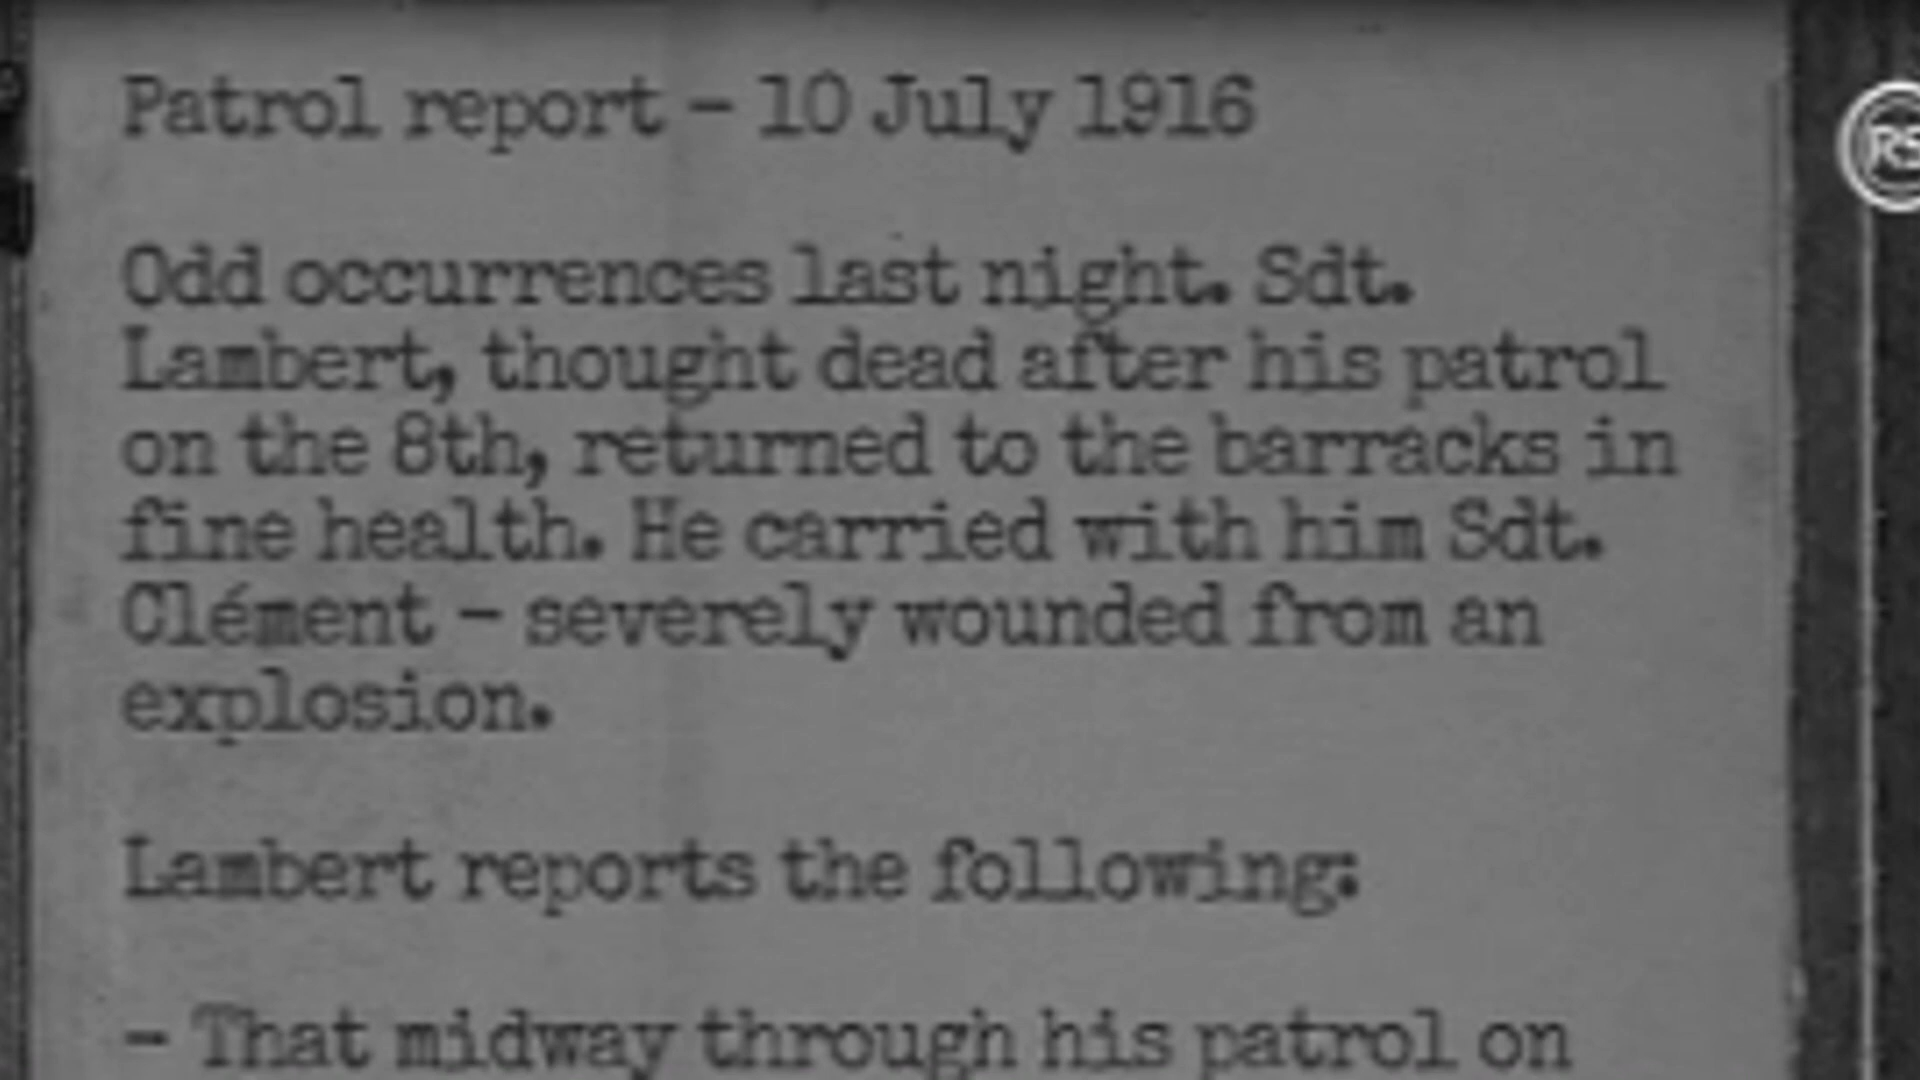 Patrol report - 10 July 1916
Odd occurrences last night. Sdt.
Lambert, thought dead after his patrol
on the 8th, returned to the barracks in
fine health. He carried with him Sdt.
Clément - severely wounded from an
explosion.
Lambert reports the following:
- That midway through his patrol on
RS